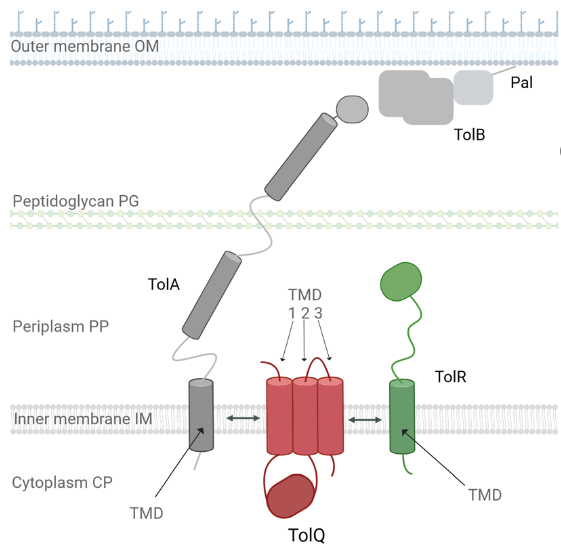 Outer membrane OM
Pal
TolB
Peptidoglycan PG
TolA
TMD
1 2 3
Periplasm PP
TolR
Inner membrane IM
Cytoplasm CP
TMD
TMD
TolQ